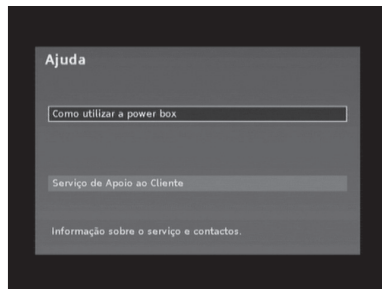 Ajuda
Como utilizar a power box
Serviço de Apoio ao Cliente
Informação sobre o serviço e contactos.